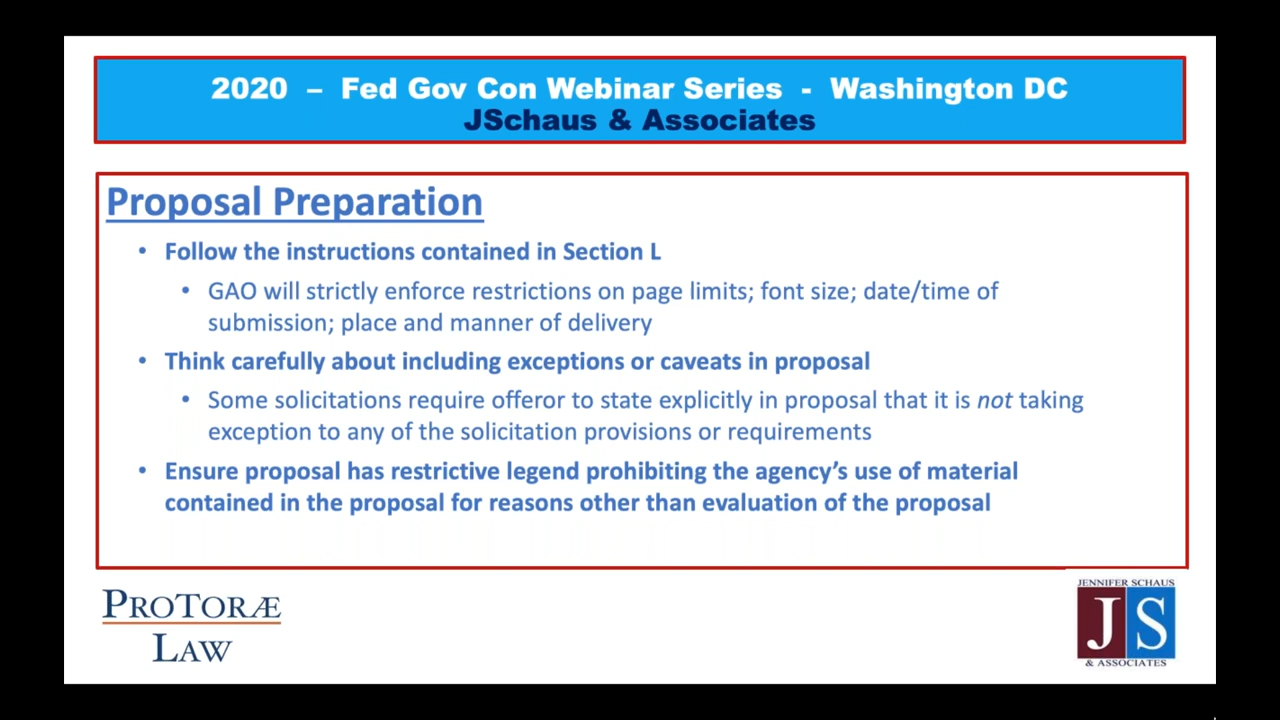 2020 – Fed Gov Con Webinar Series - Washington DC
JSchaus & Associates
Proposal Preparation
• Follow the instructions contained in Section L
• GAO will strictly enforce restrictions on page limits; font size; date/time of
submission; place and manner of delivery
• Think carefully about including exceptions or caveats in proposal
• Some solicitations require offeror to state explicitly in proposal that it is not taking
exception to any of the solicitation provisions or requirements
• Ensure proposal has restrictive legend prohibiting the agency’s use of material
contained in the proposal for reasons other than evaluation of the proposal
PROTORÆ
LAW
JENNIFER SCHAUS
JS
& ASSOCIATES